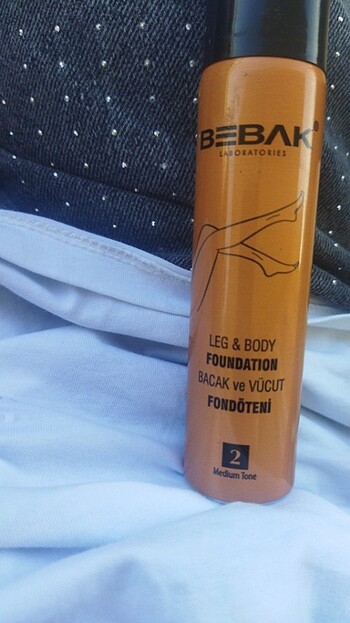 BEBAK®
LABORATORIES
LEG & BODY
FOUNDATION
BACAK ve VÜCUT
FONDÖTENİ
2
Medium Tone